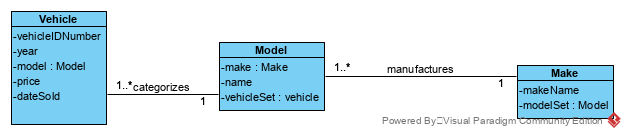 Vehicle
-vehicleIDNumber
-year
-model : Model
-price
-dateSold
1..*
categorizes
1
Model
-make : Make
-name
-vehicleSet : vehicle
1..*
manufactures
1
Make
-makeName
-modelSet : Model
Powered By Visual Paradigm Community Edition